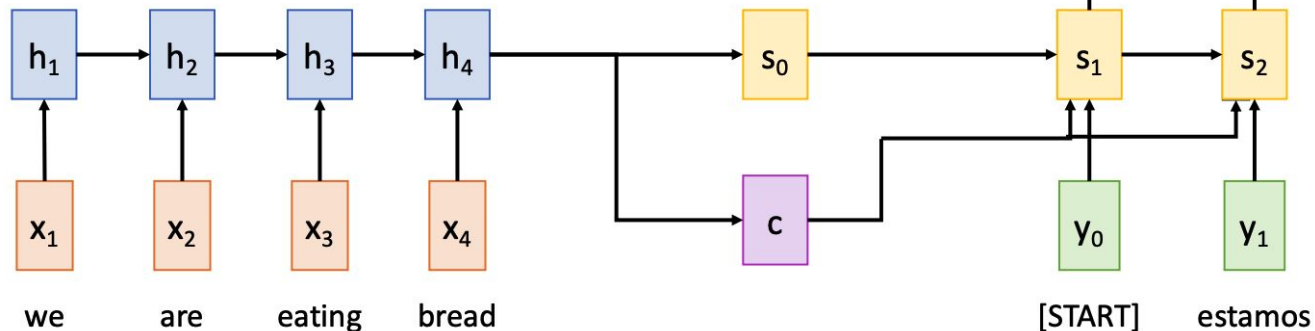 h₁ h₂ h₃ h₄ s₀ s₁ s₂
x₁ x₂ x₃ x₄ c y₀ y₁
we are eating bread [START] estamos